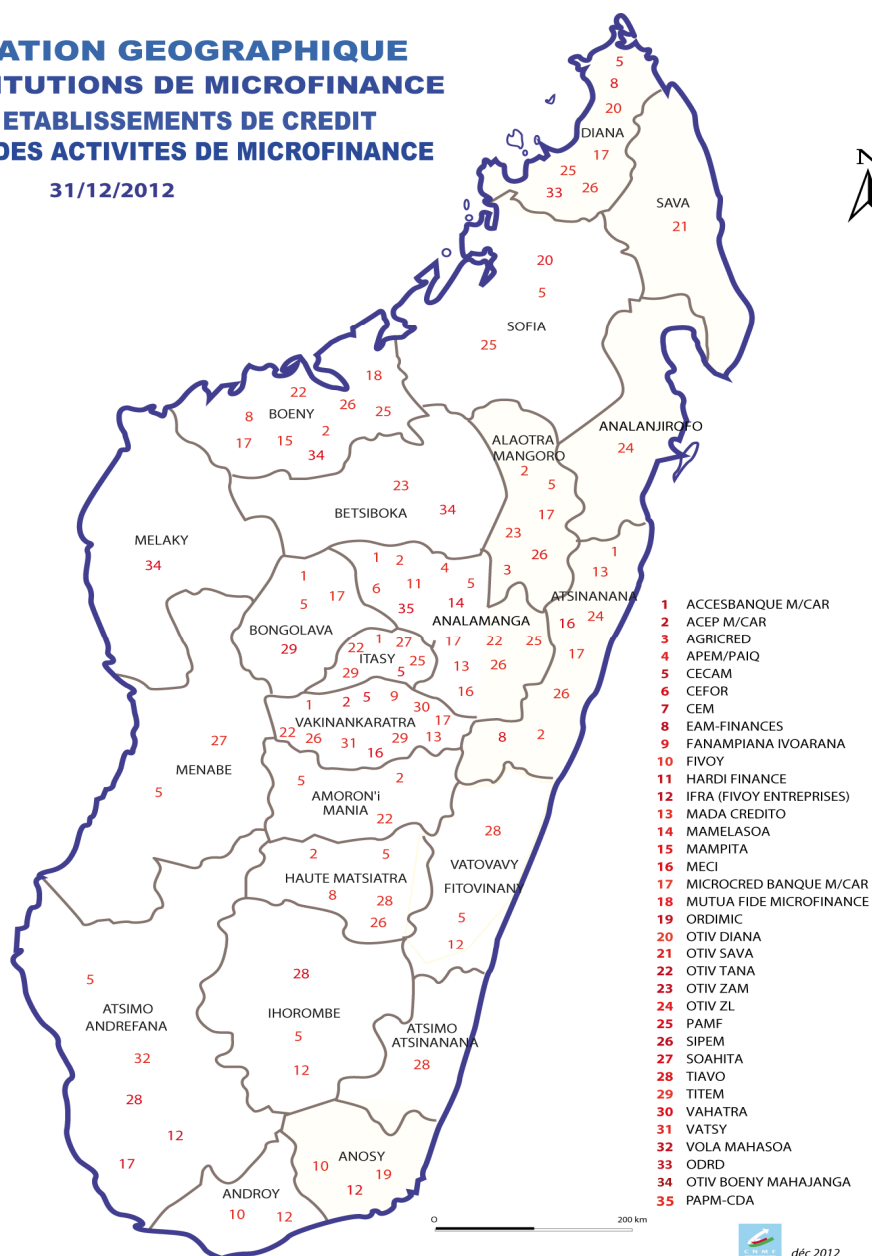 ATION GEOGRAPHIQUE
ITUTIONS DE MICROFINANCE
ETABLISSEMENTS DE CREDIT
DES ACTIVITES DE MICROFINANCE
31/12/2012
N
5
8
20
DIANA
17
25
33 26
SAVA
21
20
5
SOFIA
25
18
22
26
8 BOENY 25
17 15 2
34
ALAOTRA
MANGORO
2
5
17
23
26
3
ANALANJIROFO
24
23
BETSIBOKA 34
MELAKY
34
1
17
5
BONGOLAVA
29
1 2
4
6 11 5
35 14
ANALAMANGA
17 22 25
13 26
16
1
13
ATSINANANA
16 24
17
26
8 2
22 1 27
ITASY 25
29 5
1 2 5 9 30
VAKINANKARATRA 17
22 26 31 29 13
16
27
MENABE
5
5 2
AMORON'i
MANIA
22
2 5
HAUTE MATSIATRA
8 28
26
28
VATOVAVY
FITOVINANY
5
12
28
IHOROMBE
5
12
5
ATSIMO
ANDREFANA
32
28
12
17
ATSIMO
ATSINANANA
28
ANOSY
10 19
12
ANDROY
10 12
1 ACCESBANQUE M/CAR
2 ACEP M/CAR
3 AGRICRED
4 APEM/PAIQ
5 CECAM
6 CEFOR
7 CEM
8 EAM-FINANCES
9 FANAMPIANA IVOARANA
10 FIVOY
11 HARDI FINANCE
12 IFRA (FIVOY ENTREPRISES)
13 MADA CREDITO
14 MAMELASOA
15 MAMPITA
16 MECI
17 MICROCRED BANQUE M/CAR
18 MUTUA FIDE MICROFINANCE
19 ORDIMIC
20 OTIV DIANA
21 OTIV SAVA
22 OTIV TANA
23 OTIV ZAM
24 OTIV ZL
25 PAMF
26 SIPEM
27 SOAHITA
28 TIAVO
29 TITEM
30 VAHATRA
31 VATSY
32 VOLA MAHASOA
33 ODRD
34 OTIV BOENY MAHAJANGA
35 PAPM-CDA
0 200 km
CNMF
déc 2012